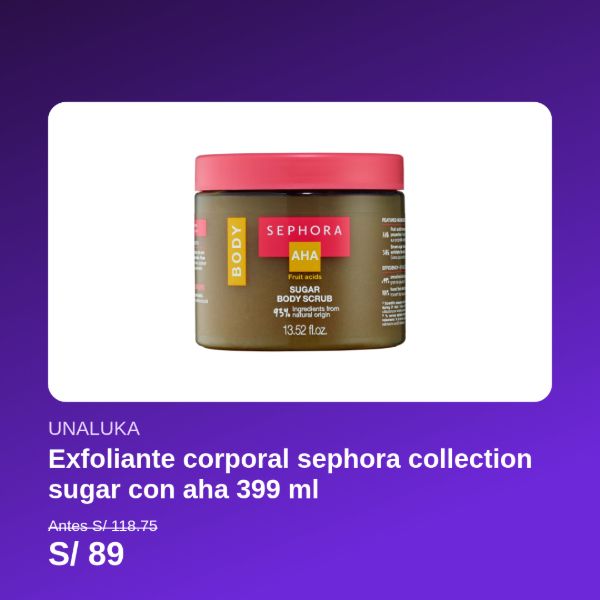 BODY
SEPHORA
AHA
Fruit acids
SUGAR
BODY SCRUB
93% Ingredients from
natural origin
13.52 fl.oz.
UNALUKA
Exfoliante corporal sephora collection
sugar con aha 399 ml
Antes S/ 118.75
S/ 89